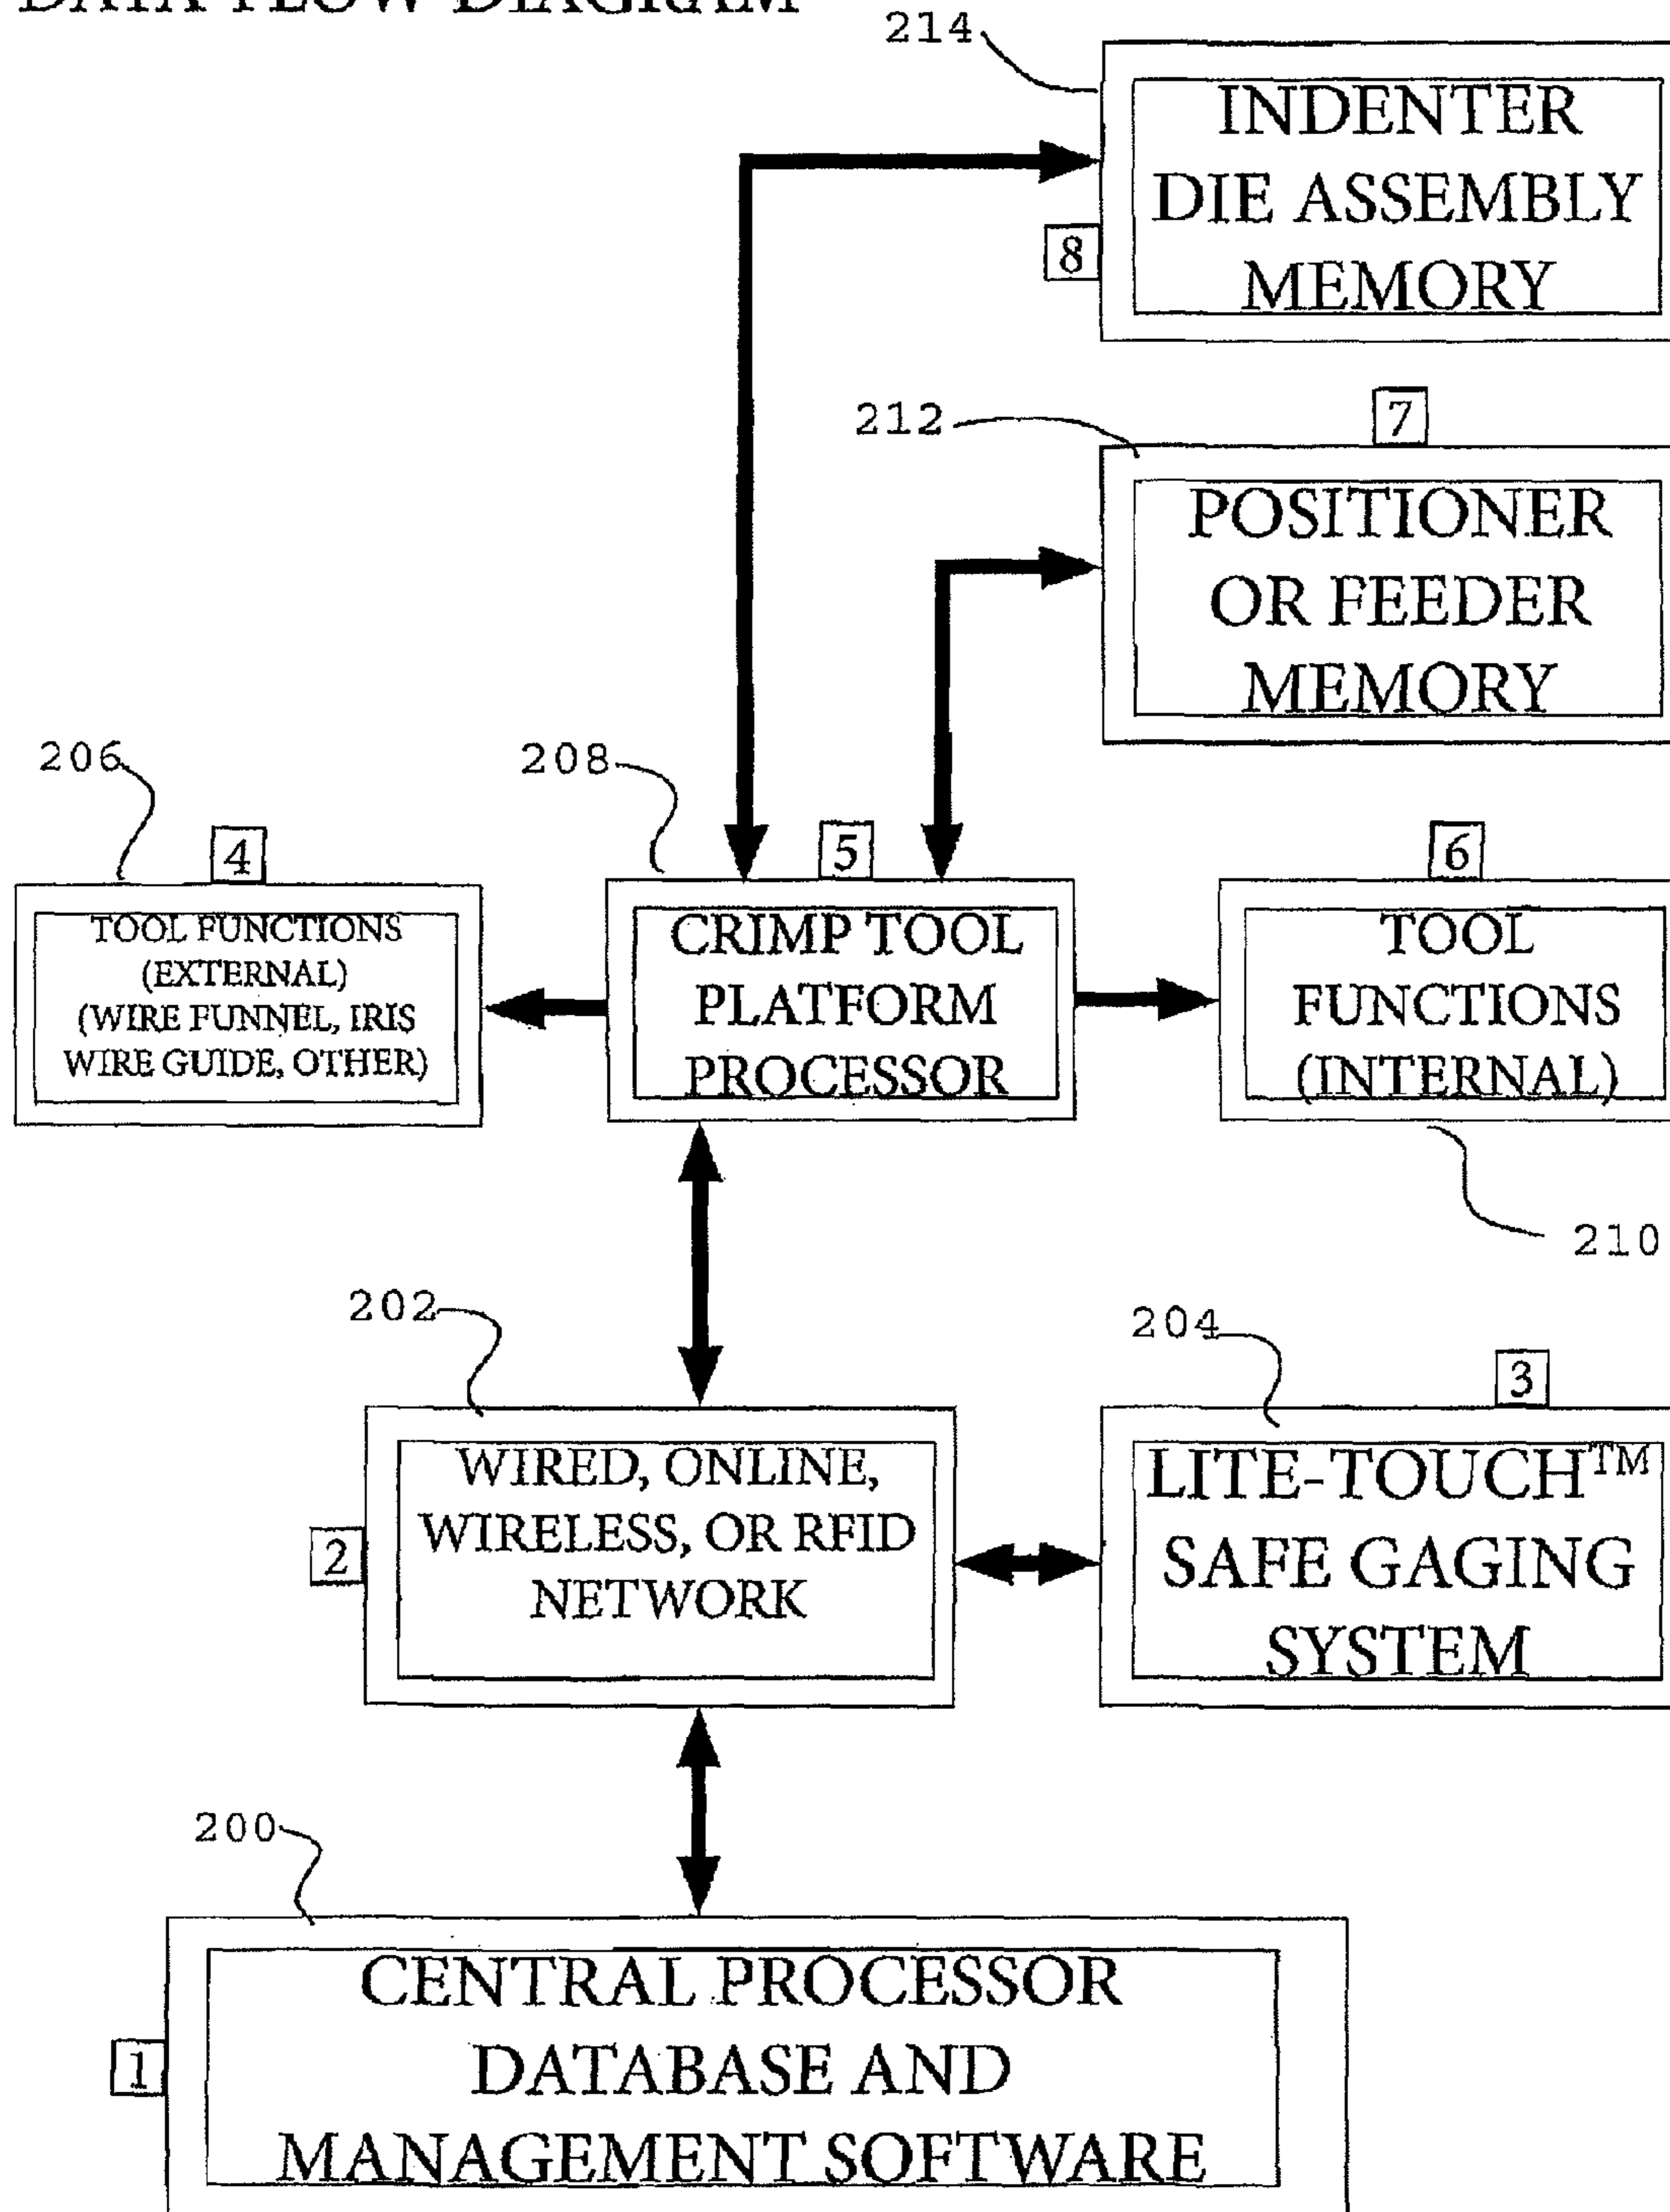 DATA FLOW DIAGRAM
214
INDENTER
DIE ASSEMBLY
MEMORY
8
212
7
POSITIONER
OR FEEDER
MEMORY
206
208
4
5
6
TOOL FUNCTIONS
(EXTERNAL)
(WIRE FUNNEL, IRIS
WIRE GUIDE, OTHER)
CRIMP TOOL
PLATFORM
PROCESSOR
TOOL
FUNCTIONS
(INTERNAL)
210
202
204
3
WIRED, ONLINE,
WIRELESS, OR RFID
NETWORK
2
LITE-TOUCH™
SAFE GAGING
SYSTEM
200
1
CENTRAL PROCESSOR
DATABASE AND
MANAGEMENT SOFTWARE